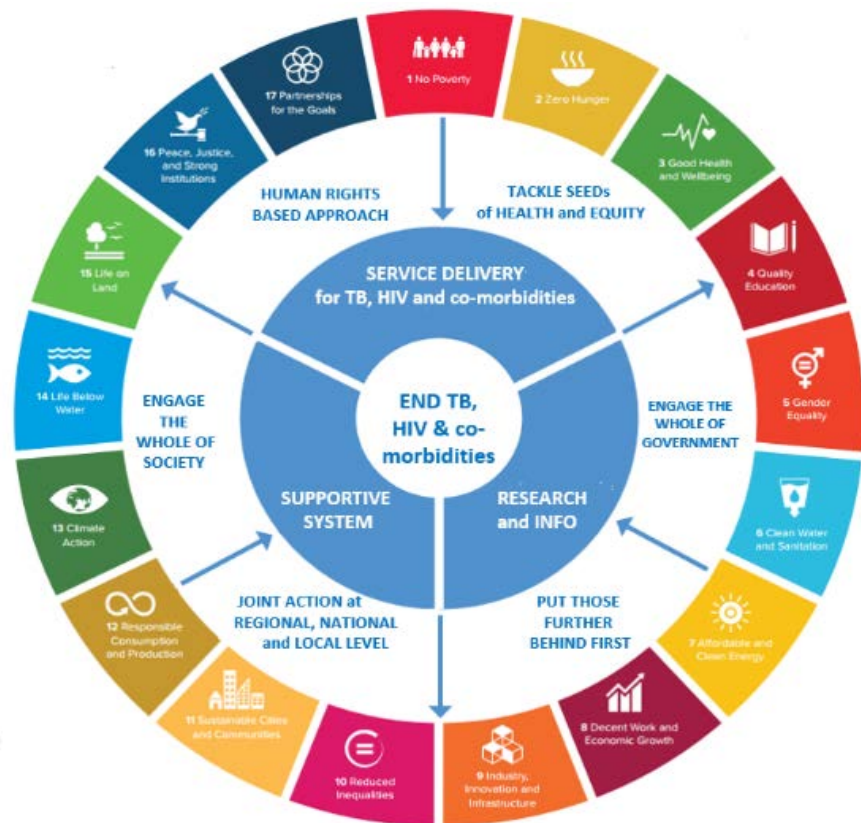 1 No Poverty
2 Zero Hunger
3 Good Health
and Wellbeing
4 Quality
Education
5 Gender
Equality
6 Clean Water
and Sanitation
7 Affordable and
Clean Energy
8 Decent Work and
Economic Growth
9 Industry,
Innovation and
Infrastructure
10 Reduced
Inequalities
11 Sustainable Cities
and Communities
12 Responsible
Consumption
and Production
13 Climate
Action
14 Life Below
Water
15 Life on
Land
16 Peace, Justice,
and Strong
Institutions
17 Partnerships
for the Goals
HUMAN RIGHTS
BASED APPROACH
TACKLE SEEDs
of HEALTH and EQUITY
ENGAGE THE
WHOLE OF
GOVERNMENT
PUT THOSE
FURTHER
BEHIND FIRST
JOINT ACTION at
REGIONAL, NATIONAL
and LOCAL LEVEL
ENGAGE
THE
WHOLE OF
SOCIETY
SERVICE DELIVERY
for TB, HIV and co-morbidities
RESEARCH
and INFO
SUPPORTIVE
SYSTEM
END TB,
HIV & co-
morbidities